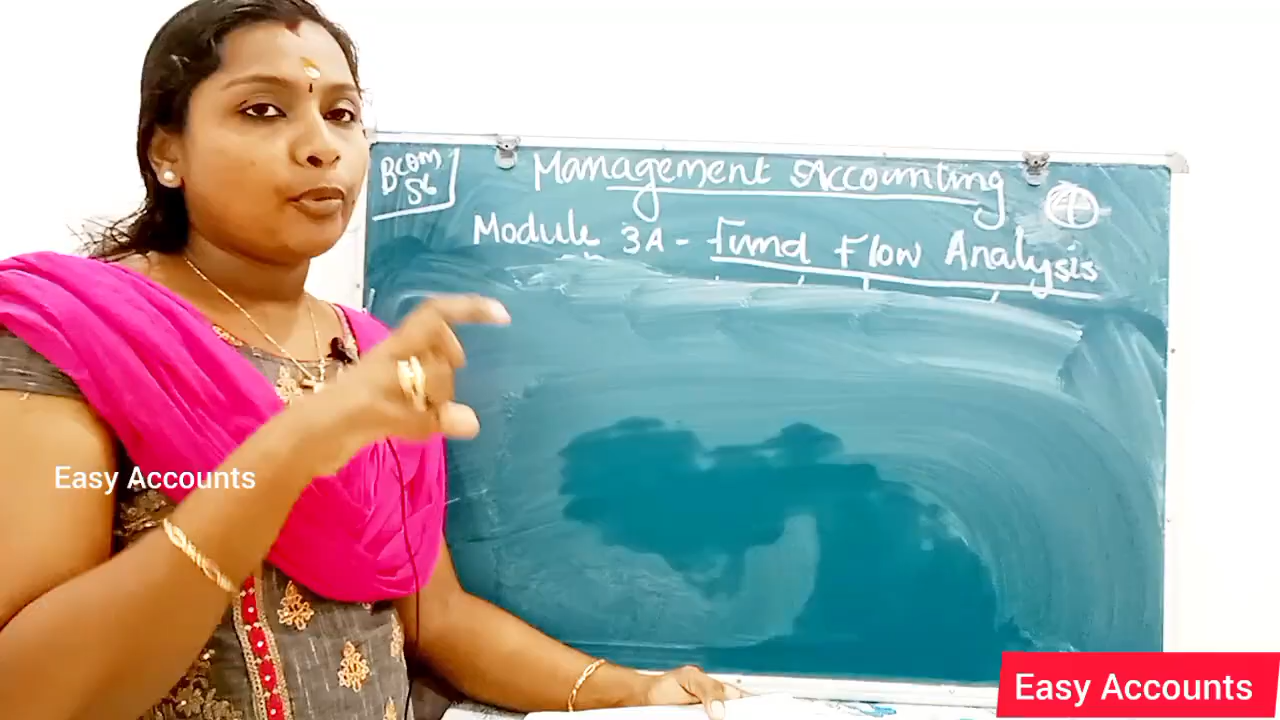 BCOM
S6
Management Accounting
4
Module 3A - Fund Flow Analysis
Easy Accounts
Easy Accounts